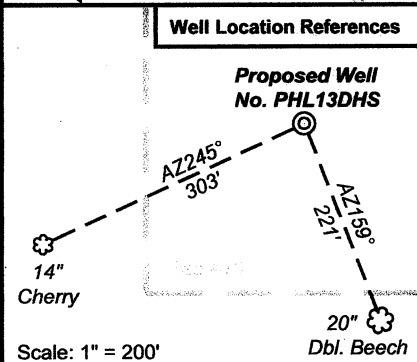 Well Location References
Proposed Well
No. PHL13DHS
AZ245°
303'
AZ159°
221'
14"
Cherry
20"
Dbl. Beech
Scale: 1" = 200'